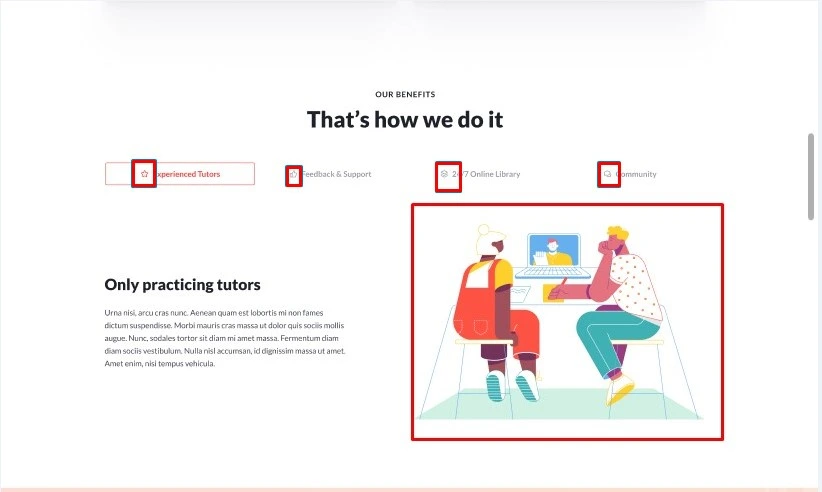 OUR BENEFITS
That's how we do it
Experienced Tutors
Feedback & Support
24/7 Online Library
Community
Only practicing tutors
Urna nisi, arcu cras nunc. Aenean quam est lobortis mi non fames
dictum suspendisse. Morbi mauris cras massa ut dolor quis sociis mollis
augue. Nunc, sodales tortor sit diam mi amet massa. Fermentum diam
diam sociis vestibulum. Nulla nisl accumsan, id dignissim massa ut amet.
Amet enim, nisi tempus vehicula.